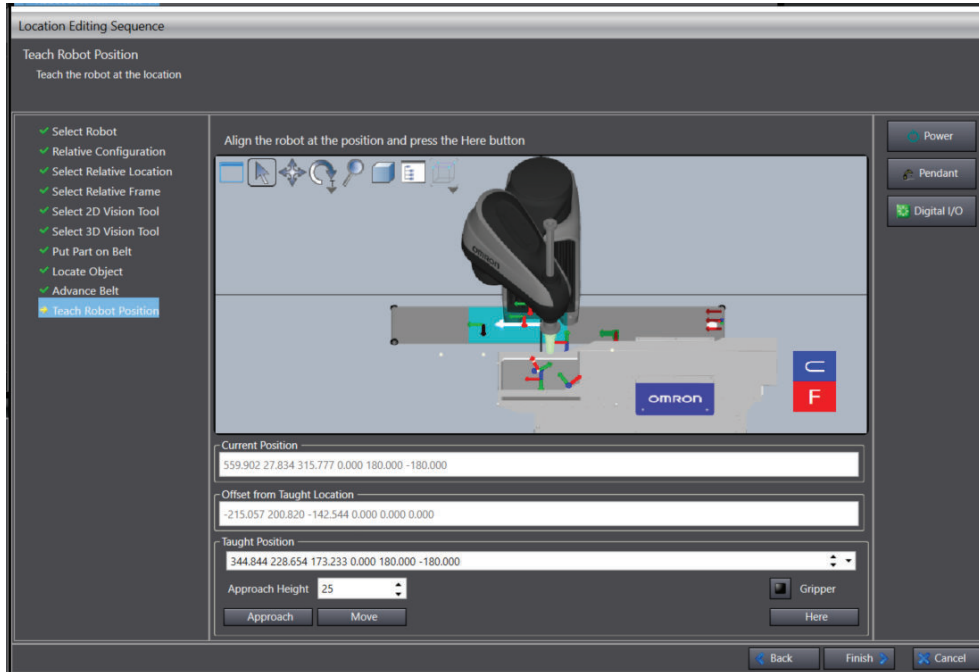 Location Editing Sequence
Teach Robot Position
Teach the robot at the location
Select Robot
Relative Configuration
Select Relative Location
Select Relative Frame
Select 2D Vision Tool
Select 3D Vision Tool
Put Part on Belt
Locate Object
Advance Belt
Teach Robot Position
Align the robot at the position and press the Here button
Power
Pendant
Digital I/O
omron
OMRON
F
Current Position
559.902 27.834 315.777 0.000 180.000 -180.000
Offset from Taught Location
-215.057 200.820 -142.544 0.000 0.000 0.000
Taught Position
344.844 228.654 173.233 0.000 180.000 -180.000
Approach Height 25 Gripper
Approach Move Here
Back Finish Cancel